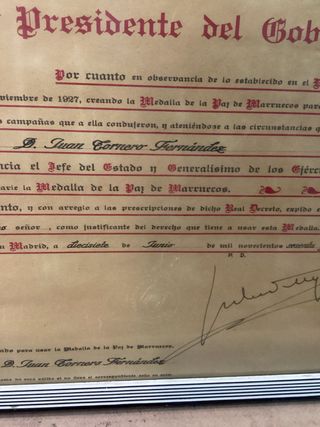 Presidente del Gob
Por cuanto en observancia de lo establecido en el
viembre de 1927, creando la Medalla de la Paz de Marruecos para
s campañas que a ella condujeron, y ateniéndose a las circunstancias q
D. Juan Tornero Fernández
ncia el Jefe del Estado y Generalísimo de los Ejérc
arle la Medalla de la Paz de Marruecos.
nto, y con arreglo a las prescripciones de dicho Real Decreto, expido e
o señor, como justificante del derecho que tiene a usar esta Medalla.
n Madrid, a diecisiete de Junio de mil novecientos
P. D.
ando para usar la Medalla de la Paz de Marruecos,
D. Juan Tornero Fernández